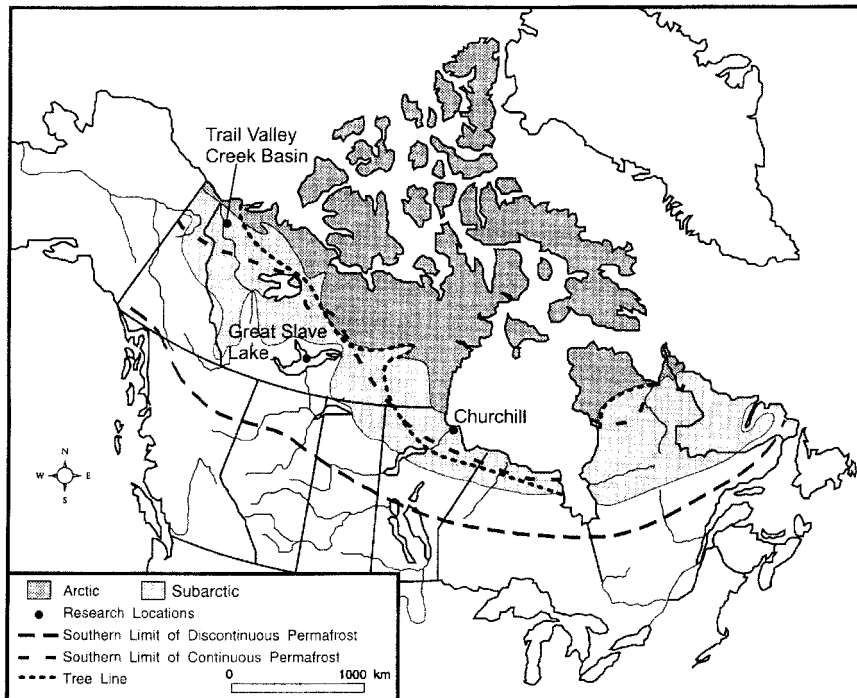 Trail Valley
Creek Basin
Great Slave
Lake
Churchill
N
W E
S
Arctic Subarctic
Research Locations
Southern Limit of Discontinuous Permafrost
Southern Limit of Continuous Permafrost
Tree Line
0 1000 km